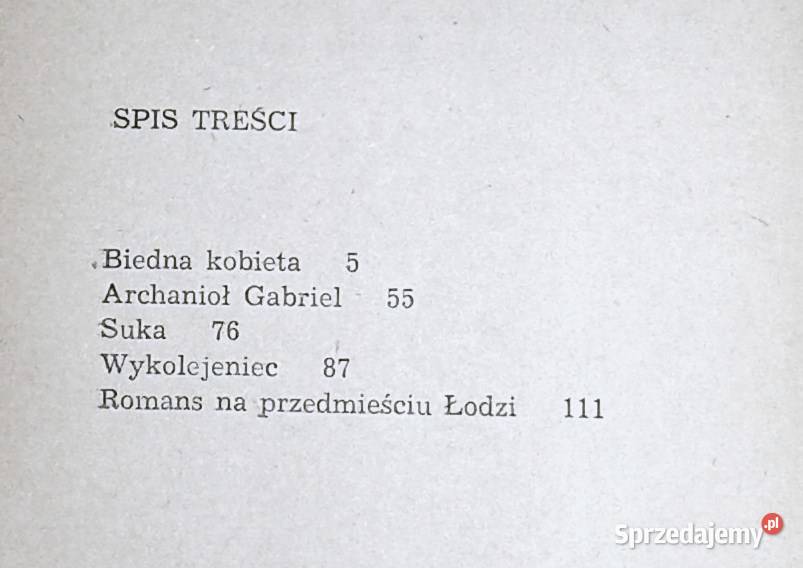 SPIS TREŚCI
Biedna kobieta 5
Archanioł Gabriel 55
Suka 76
Wykolejeniec 87
Romans na przedmieściu Łodzi 111
Sprzedajemy.pl